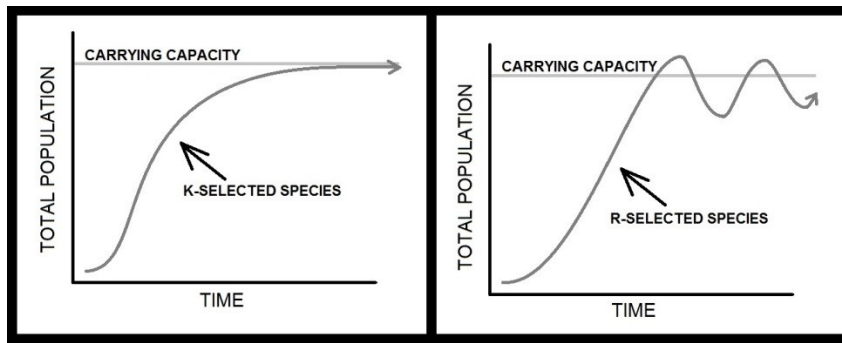 CARRYING CAPACITY
K-SELECTED SPECIES
TOTAL POPULATION
TIME
CARRYING CAPACITY
R-SELECTED SPECIES
TOTAL POPULATION
TIME